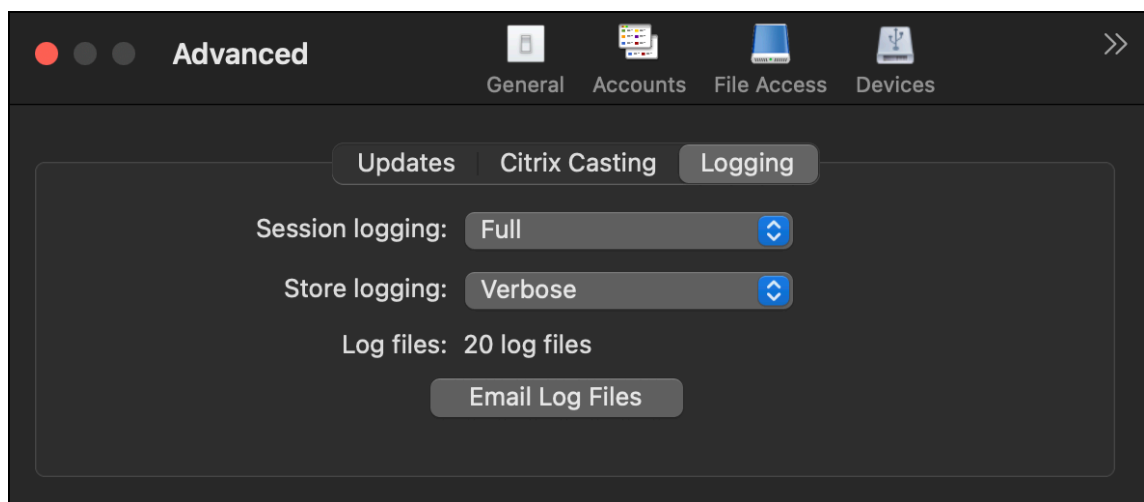 Advanced
General Accounts File Access Devices
Updates Citrix Casting Logging
Session logging: Full
Store logging: Verbose
Log files: 20 log files
Email Log Files